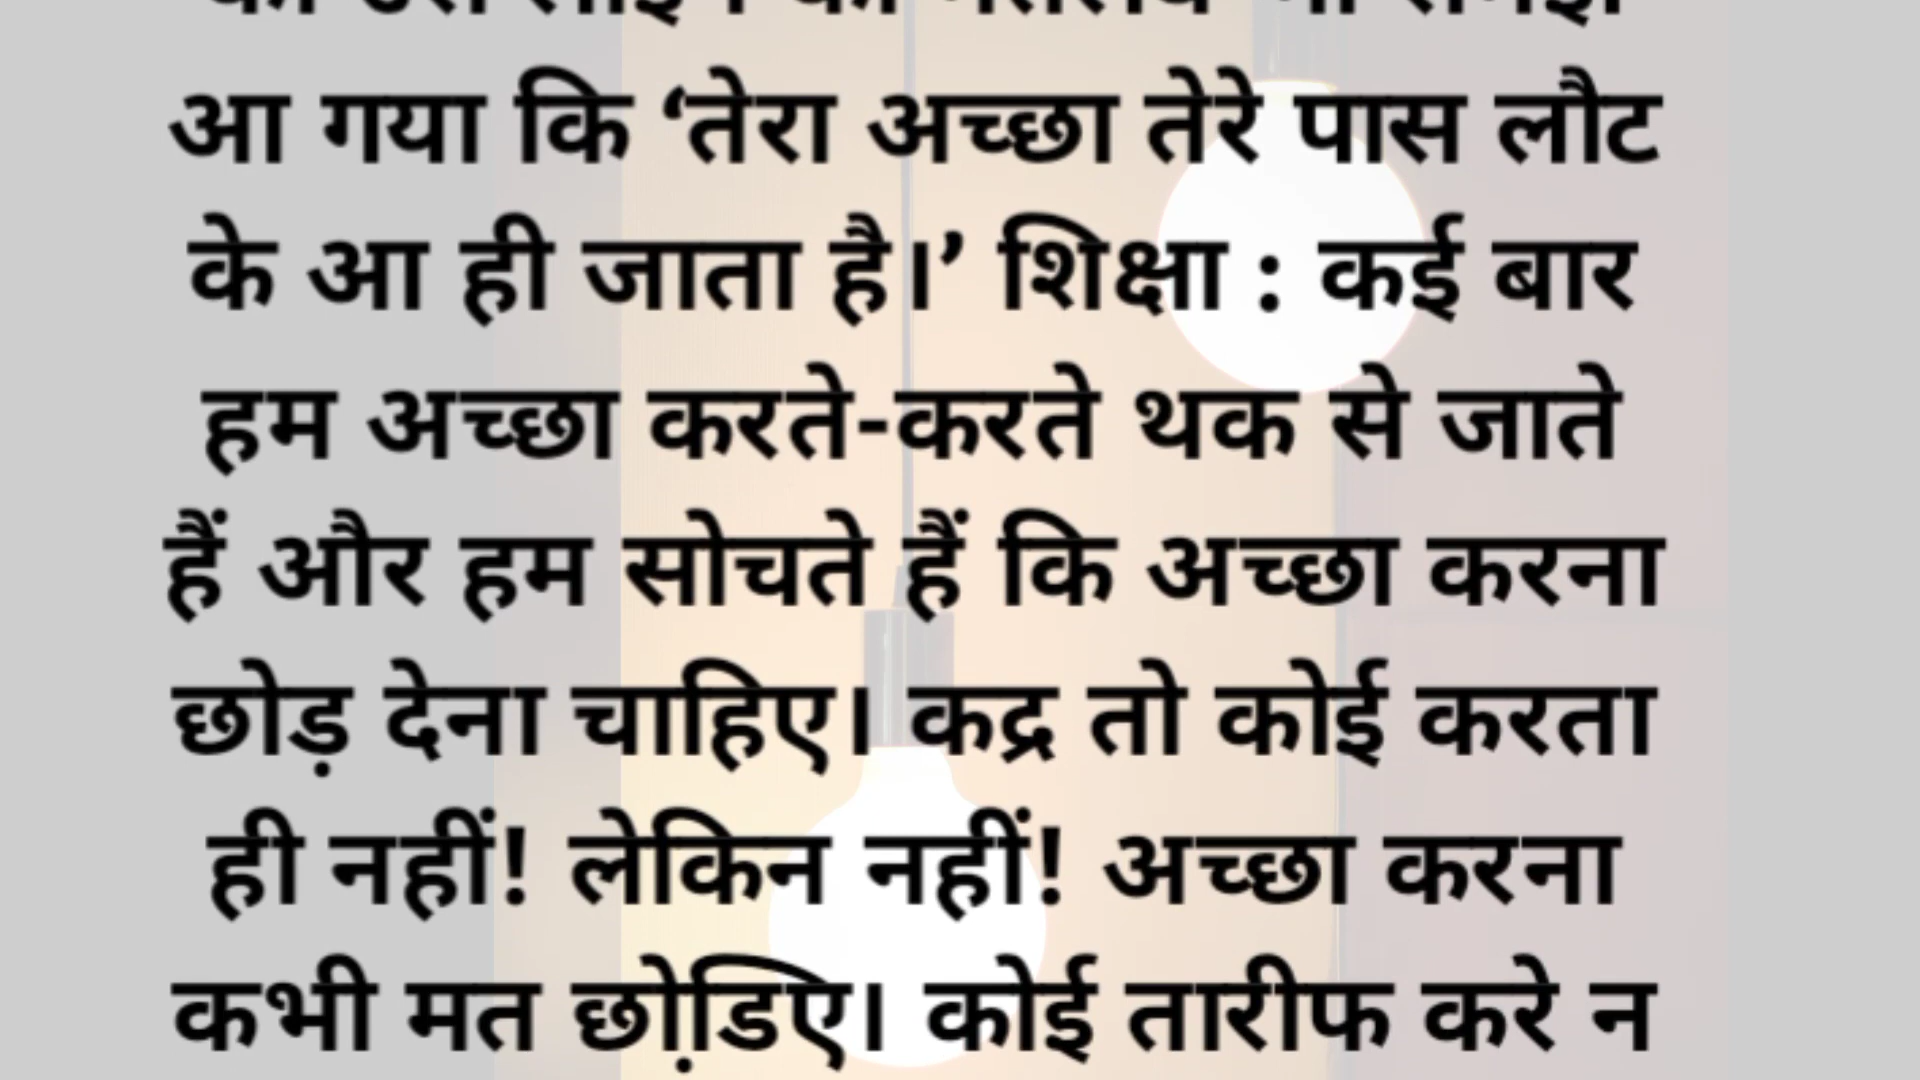 आ गया कि ‘तेरा अच्छा तेरे पास लौट
के आ ही जाता है।’ शिक्षा : कई बार
हम अच्छा करते-करते थक से जाते
हैं और हम सोचते हैं कि अच्छा करना
छोड़ देना चाहिए। कद्र तो कोई करता
ही नहीं! लेकिन नहीं! अच्छा करना
कभी मत छोड़िए। कोई तारीफ करे न